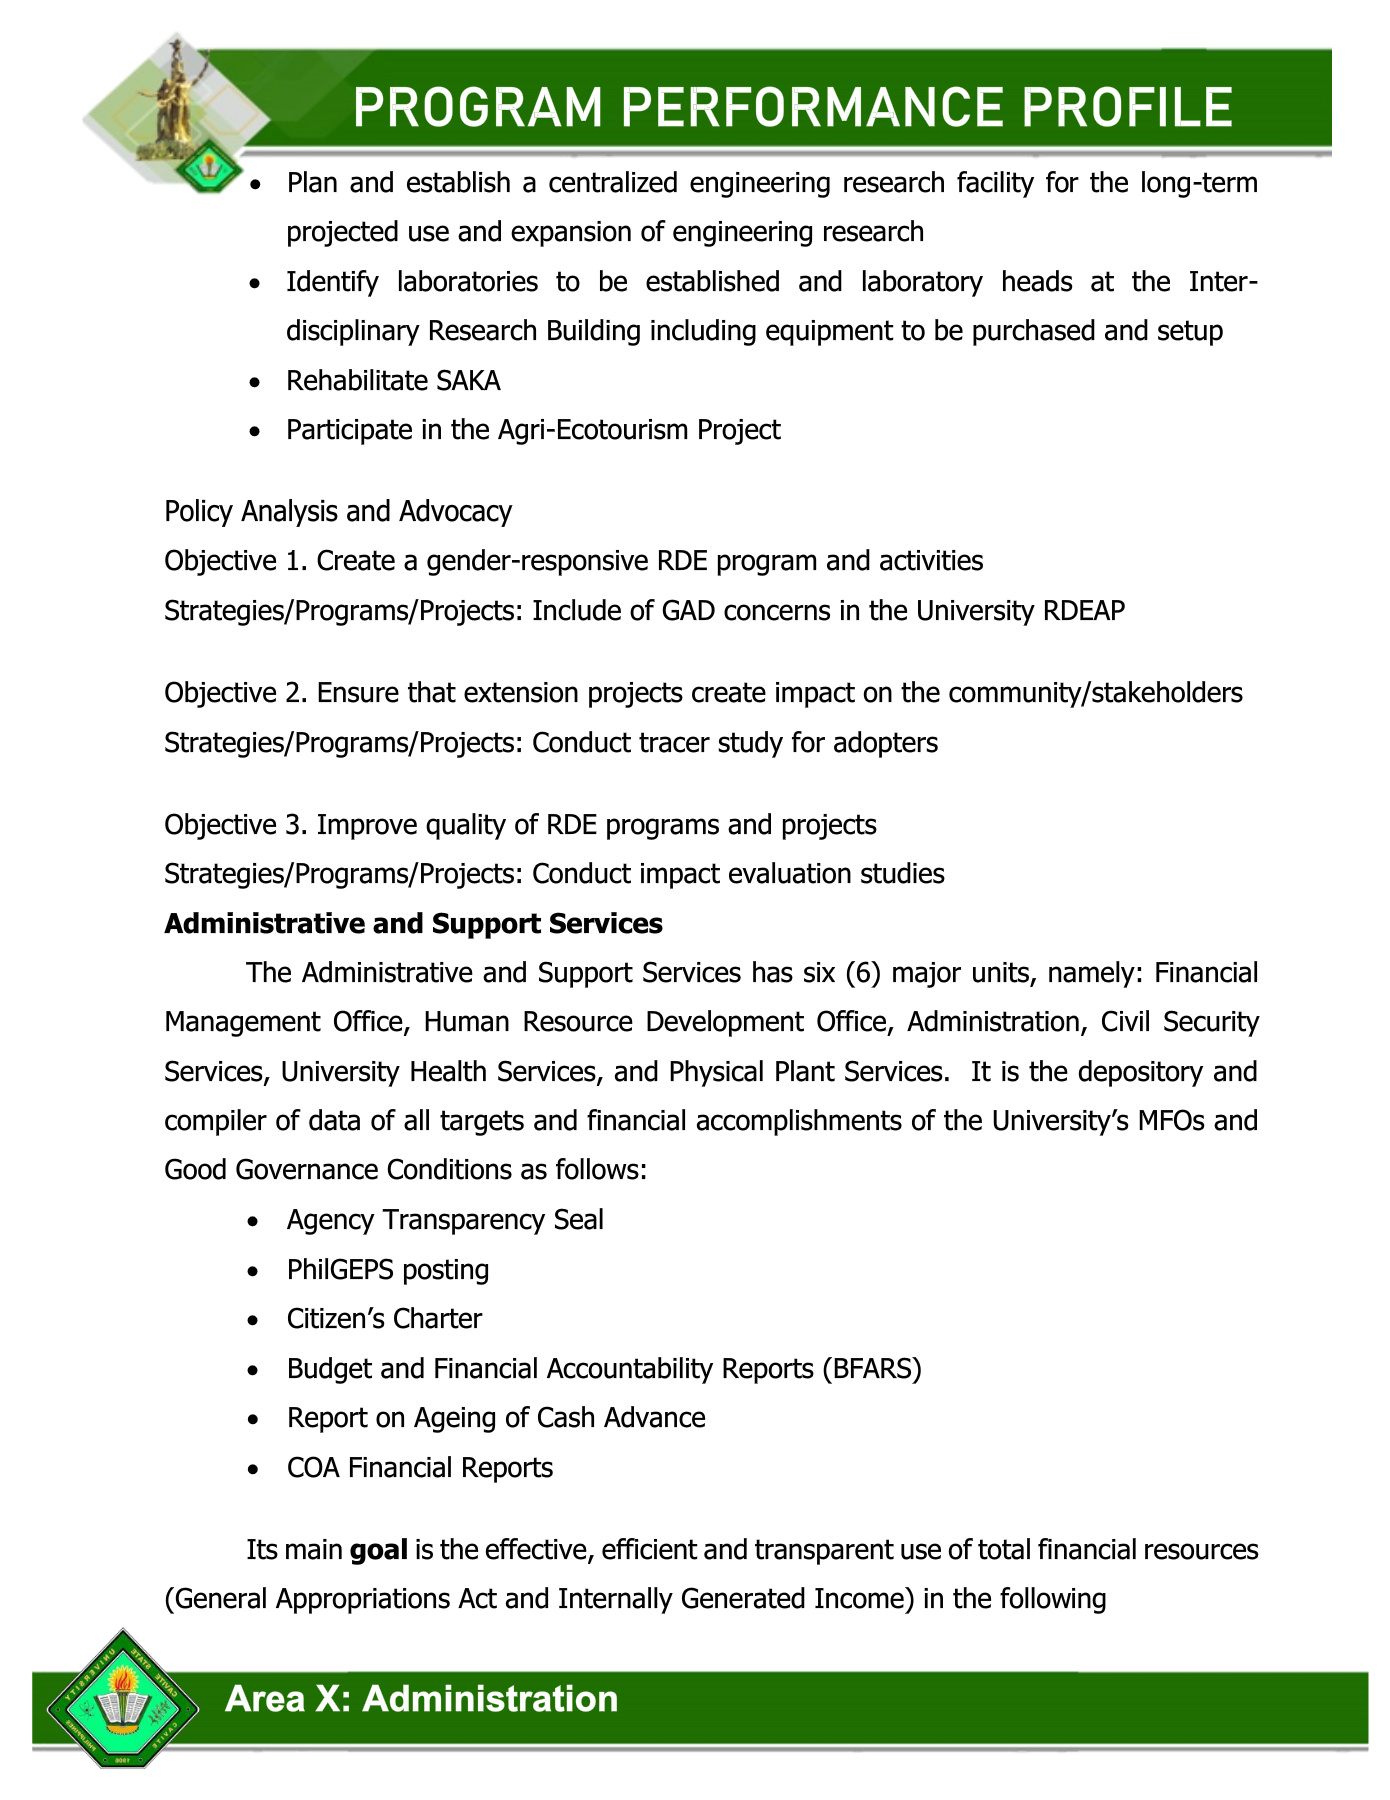 PROGRAM PERFORMANCE PROFILE
• Plan and establish a centralized engineering research facility for the long-term
projected use and expansion of engineering research
• Identify laboratories to be established and laboratory heads at the Inter-
disciplinary Research Building including equipment to be purchased and setup
• Rehabilitate SAKA
• Participate in the Agri-Ecotourism Project
Policy Analysis and Advocacy
Objective 1. Create a gender-responsive RDE program and activities
Strategies/Programs/Projects: Include of GAD concerns in the University RDEAP
Objective 2. Ensure that extension projects create impact on the community/stakeholders
Strategies/Programs/Projects: Conduct tracer study for adopters
Objective 3. Improve quality of RDE programs and projects
Strategies/Programs/Projects: Conduct impact evaluation studies
Administrative and Support Services
The Administrative and Support Services has six (6) major units, namely: Financial
Management Office, Human Resource Development Office, Administration, Civil Security
Services, University Health Services, and Physical Plant Services.  It is the depository and
compiler of data of all targets and financial accomplishments of the University’s MFOs and
Good Governance Conditions as follows:
• Agency Transparency Seal
• PhilGEPS posting
• Citizen’s Charter
• Budget and Financial Accountability Reports (BFARS)
• Report on Ageing of Cash Advance
• COA Financial Reports
Its main goal is the effective, efficient and transparent use of total financial resources
(General Appropriations Act and Internally Generated Income) in the following
CAVITE STATE UNIVERSITY
CAVITE PHILIPPINES
1906
Area X: Administration